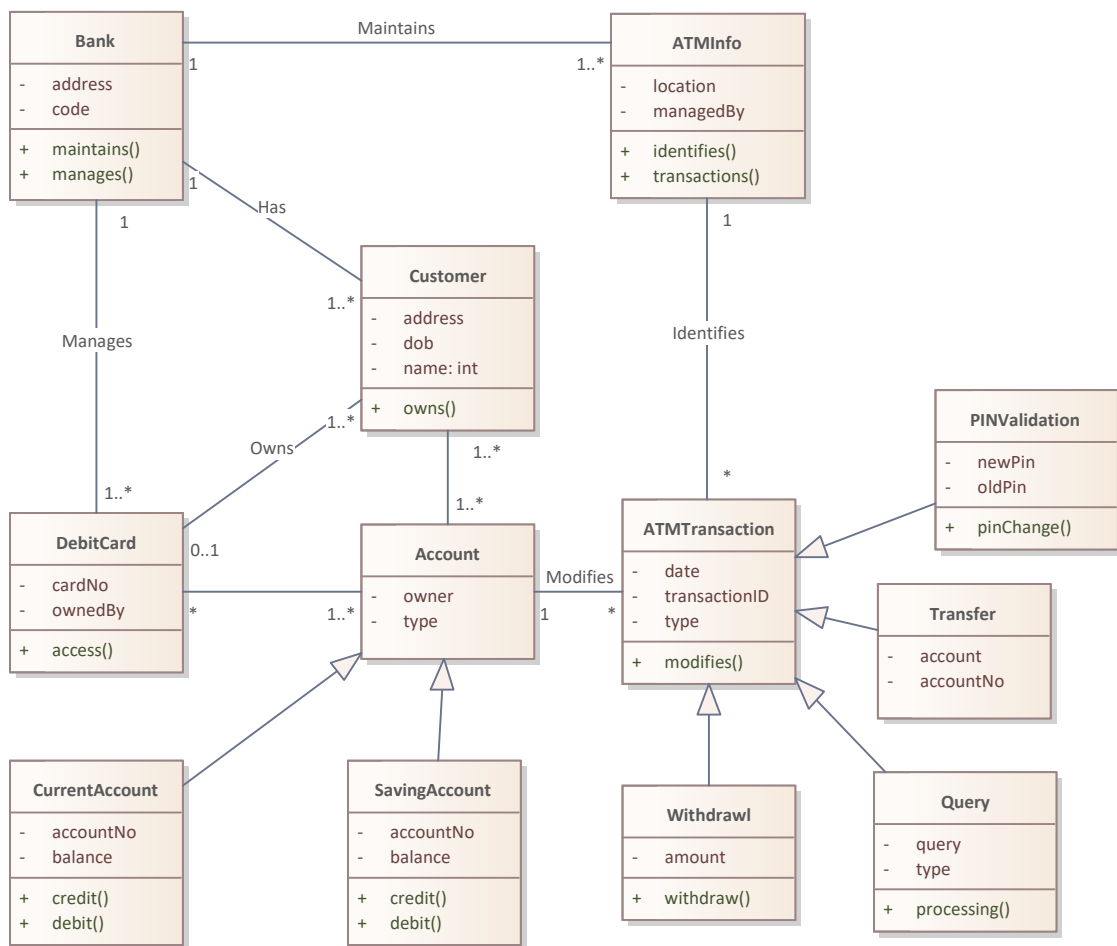 Bank
- address
- code
+ maintains()
+ manages()
Maintains
1
1..*
ATMInfo
- location
- managedBy
+ identifies()
+ transactions()
1
Has
1..*
1
Manages
1..*
1
Identifies
*
Customer
- address
- dob
- name: int
+ owns()
1..*
Owns
0..1
1..*
1..*
PINValidation
- newPin
- oldPin
+ pinChange()
DebitCard
- cardNo
- ownedBy
+ access()
*
1..*
Account
- owner
- type
Modifies
1
*
ATMTransaction
- date
- transactionID
- type
+ modifies()
Transfer
- account
- accountNo
CurrentAccount
- accountNo
- balance
+ credit()
+ debit()
SavingAccount
- accountNo
- balance
+ credit()
+ debit()
Withdrawl
- amount
+ withdraw()
Query
- query
- type
+ processing()